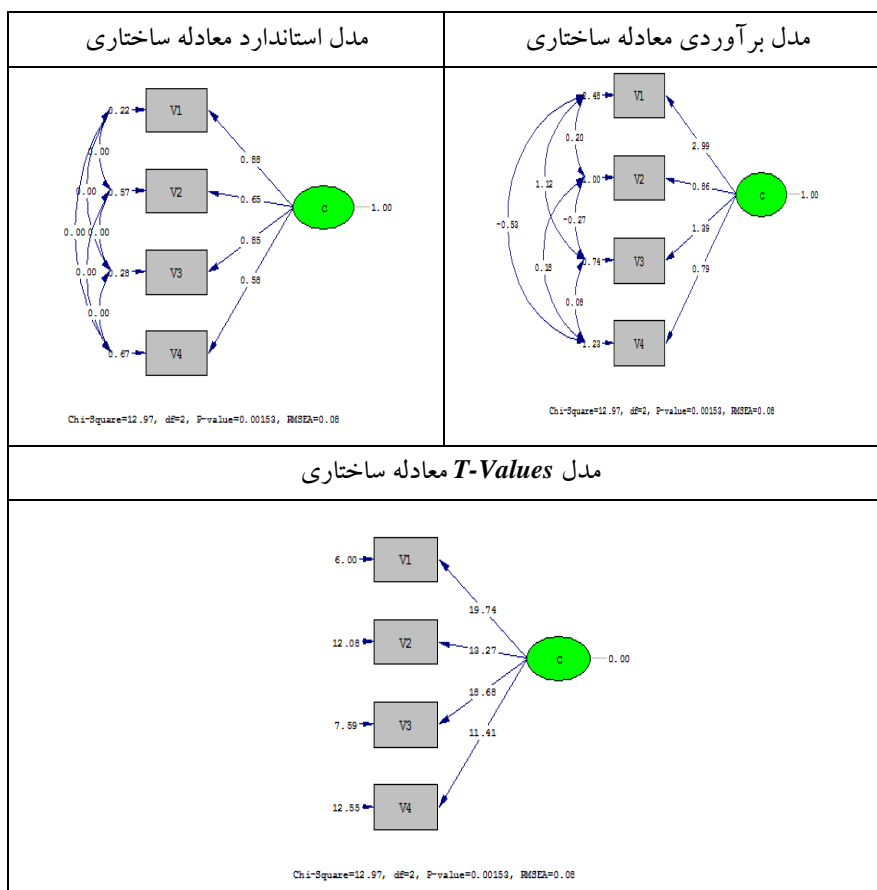 مدل برآوردی معادله ساختاری
2.48
V1
0.20
2.99
1.00
V2
0.86
C
1.00
1.12
-0.53
-0.27
1.39
0.74
V3
0.18
0.79
0.08
1.23
V4
Chi-Square=12.97, df=2, P-value=0.00153, RMSEA=0.08
مدل استاندارد معادله ساختاری
0.22
V1
0.00
0.88
0.00
0.57
V2
0.65
C
1.00
0.00
0.00
0.85
0.00
0.28
V3
0.58
0.00
0.67
V4
Chi-Square=12.97, df=2, P-value=0.00153, RMSEA=0.08
مدل T-Values معادله ساختاری
6.00
V1
19.74
12.08
V2
13.27
C
0.00
18.68
7.59
V3
11.41
12.55
V4
Chi-Square=12.97, df=2, P-value=0.00153, RMSEA=0.08